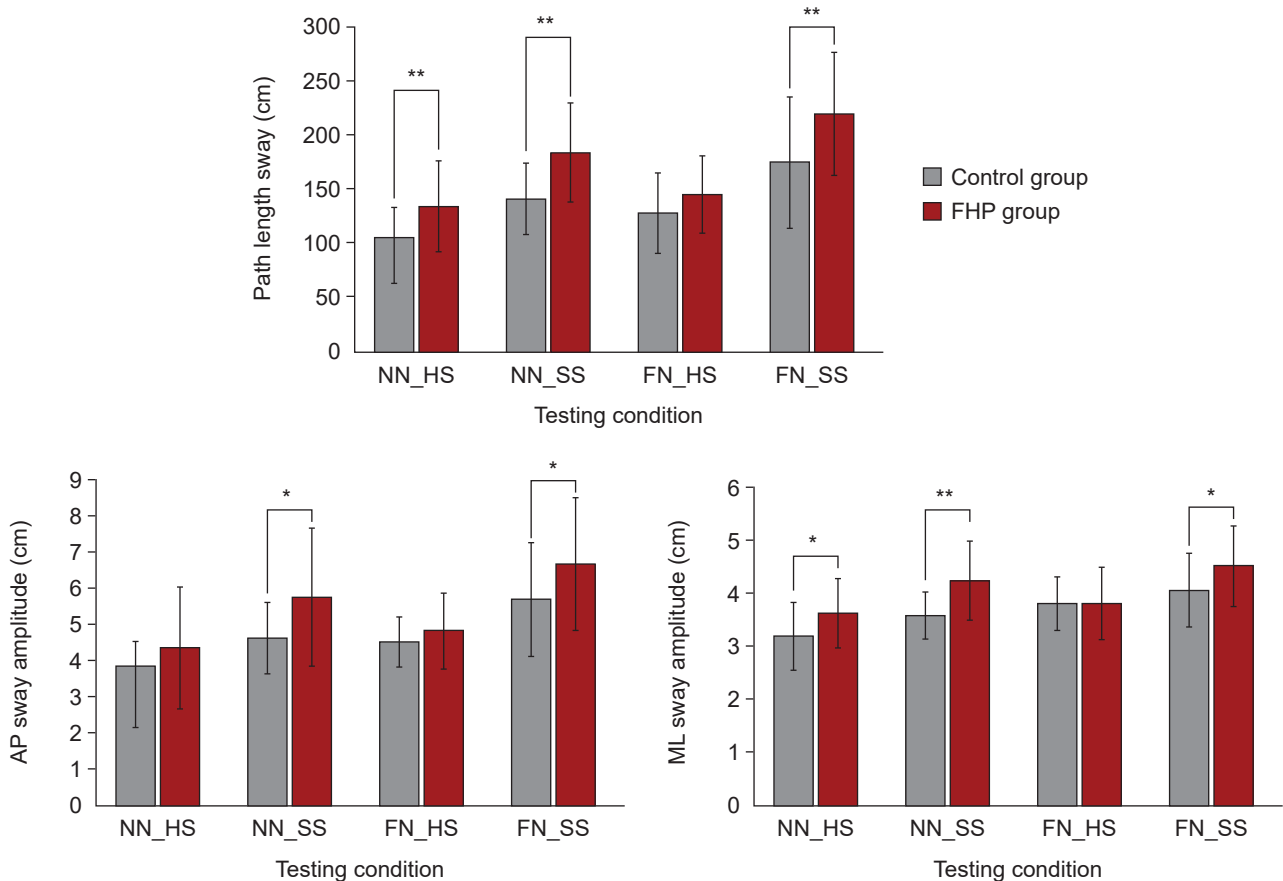 Path length sway (cm)
300
250
200
150
100
50
0
**
**
**
NN_HS NN_SS FN_HS FN_SS
Testing condition
Control group
FHP group
AP sway amplitude (cm)
9
8
7
6
5
4
3
2
1
0
*
*
NN_HS NN_SS FN_HS FN_SS
Testing condition
ML sway amplitude (cm)
6
5
4
3
2
1
0
*
**
*
NN_HS NN_SS FN_HS FN_SS
Testing condition